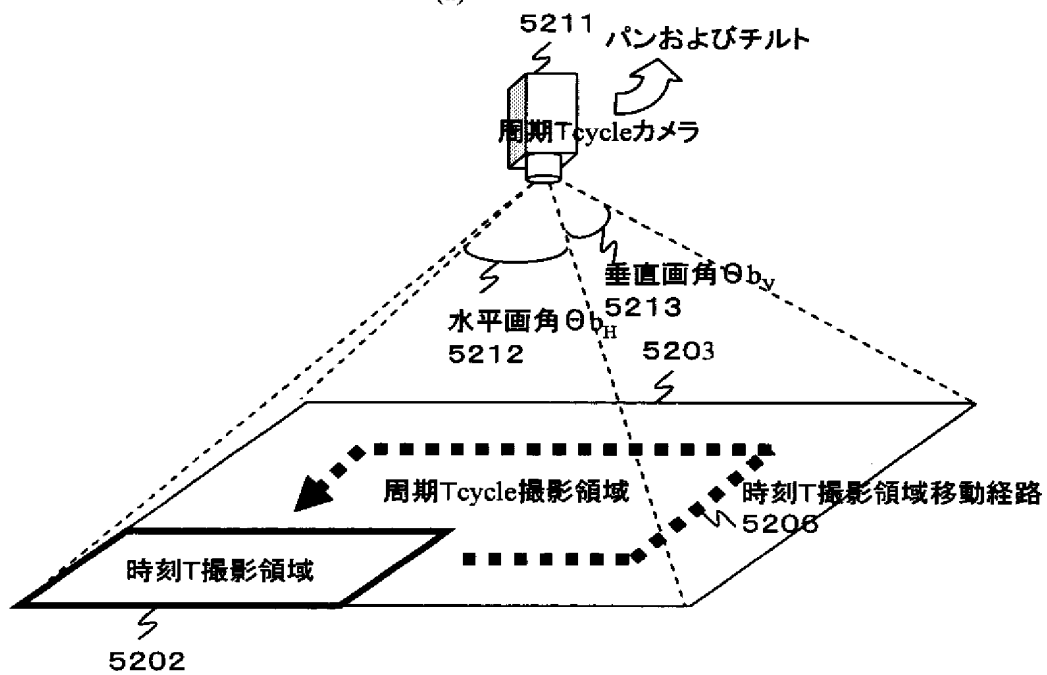 5211
パンおよびチルト
周期Tcycleカメラ
垂直画角Θb_V
5213
水平画角Θb_H
5212
5203
周期Tcycle撮影領域
時刻T撮影領域移動経路
5206
時刻T撮影領域
5202